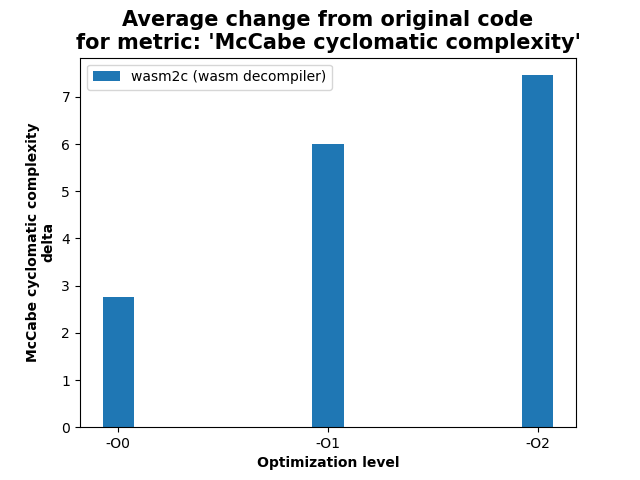 Average change from original code
for metric: 'McCabe cyclomatic complexity'
wasm2c (wasm decompiler)
McCabe cyclomatic complexity
delta
7
6
5
4
3
2
1
0
-O0
-O1
-O2
Optimization level